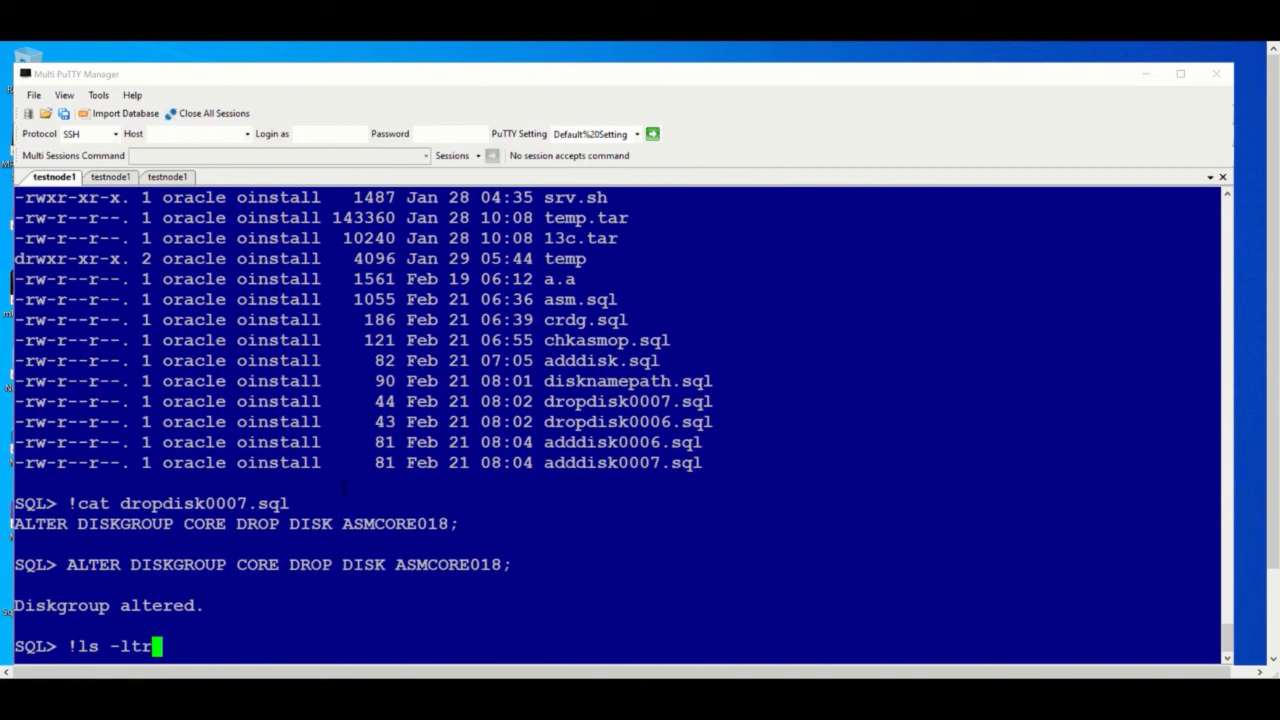 Multi PuTTY Manager
File View Tools Help
Import Database Close All Sessions
Protocol SSH Host Login as Password PuTTY Setting Default%20Setting
Multi Sessions Command Sessions No session accepts command
testnode1 testnode1 testnode1
-rwxr-xr-x. 1 oracle oinstall 1487 Jan 28 04:35 srv.sh
-rw-r--r--. 1 oracle oinstall 143360 Jan 28 10:08 temp.tar
-rw-r--r--. 1 oracle oinstall 10240 Jan 28 10:08 13c.tar
drwxr-xr-x. 2 oracle oinstall 4096 Jan 29 05:44 temp
-rw-r--r--. 1 oracle oinstall 1561 Feb 19 06:12 a.a
-rw-r--r--. 1 oracle oinstall 1055 Feb 21 06:36 asm.sql
-rw-r--r--. 1 oracle oinstall 186 Feb 21 06:39 crdg.sql
-rw-r--r--. 1 oracle oinstall 121 Feb 21 06:55 chkasmop.sql
-rw-r--r--. 1 oracle oinstall 82 Feb 21 07:05 adddisk.sql
-rw-r--r--. 1 oracle oinstall 90 Feb 21 08:01 disknamepath.sql
-rw-r--r--. 1 oracle oinstall 44 Feb 21 08:02 dropdisk0007.sql
-rw-r--r--. 1 oracle oinstall 43 Feb 21 08:02 dropdisk0006.sql
-rw-r--r--. 1 oracle oinstall 81 Feb 21 08:04 adddisk0006.sql
-rw-r--r--. 1 oracle oinstall 81 Feb 21 08:04 adddisk0007.sql
SQL> !cat dropdisk0007.sql
ALTER DISKGROUP CORE DROP DISK ASMCORE018;
SQL> ALTER DISKGROUP CORE DROP DISK ASMCORE018;
Diskgroup altered.
SQL> !ls -ltr